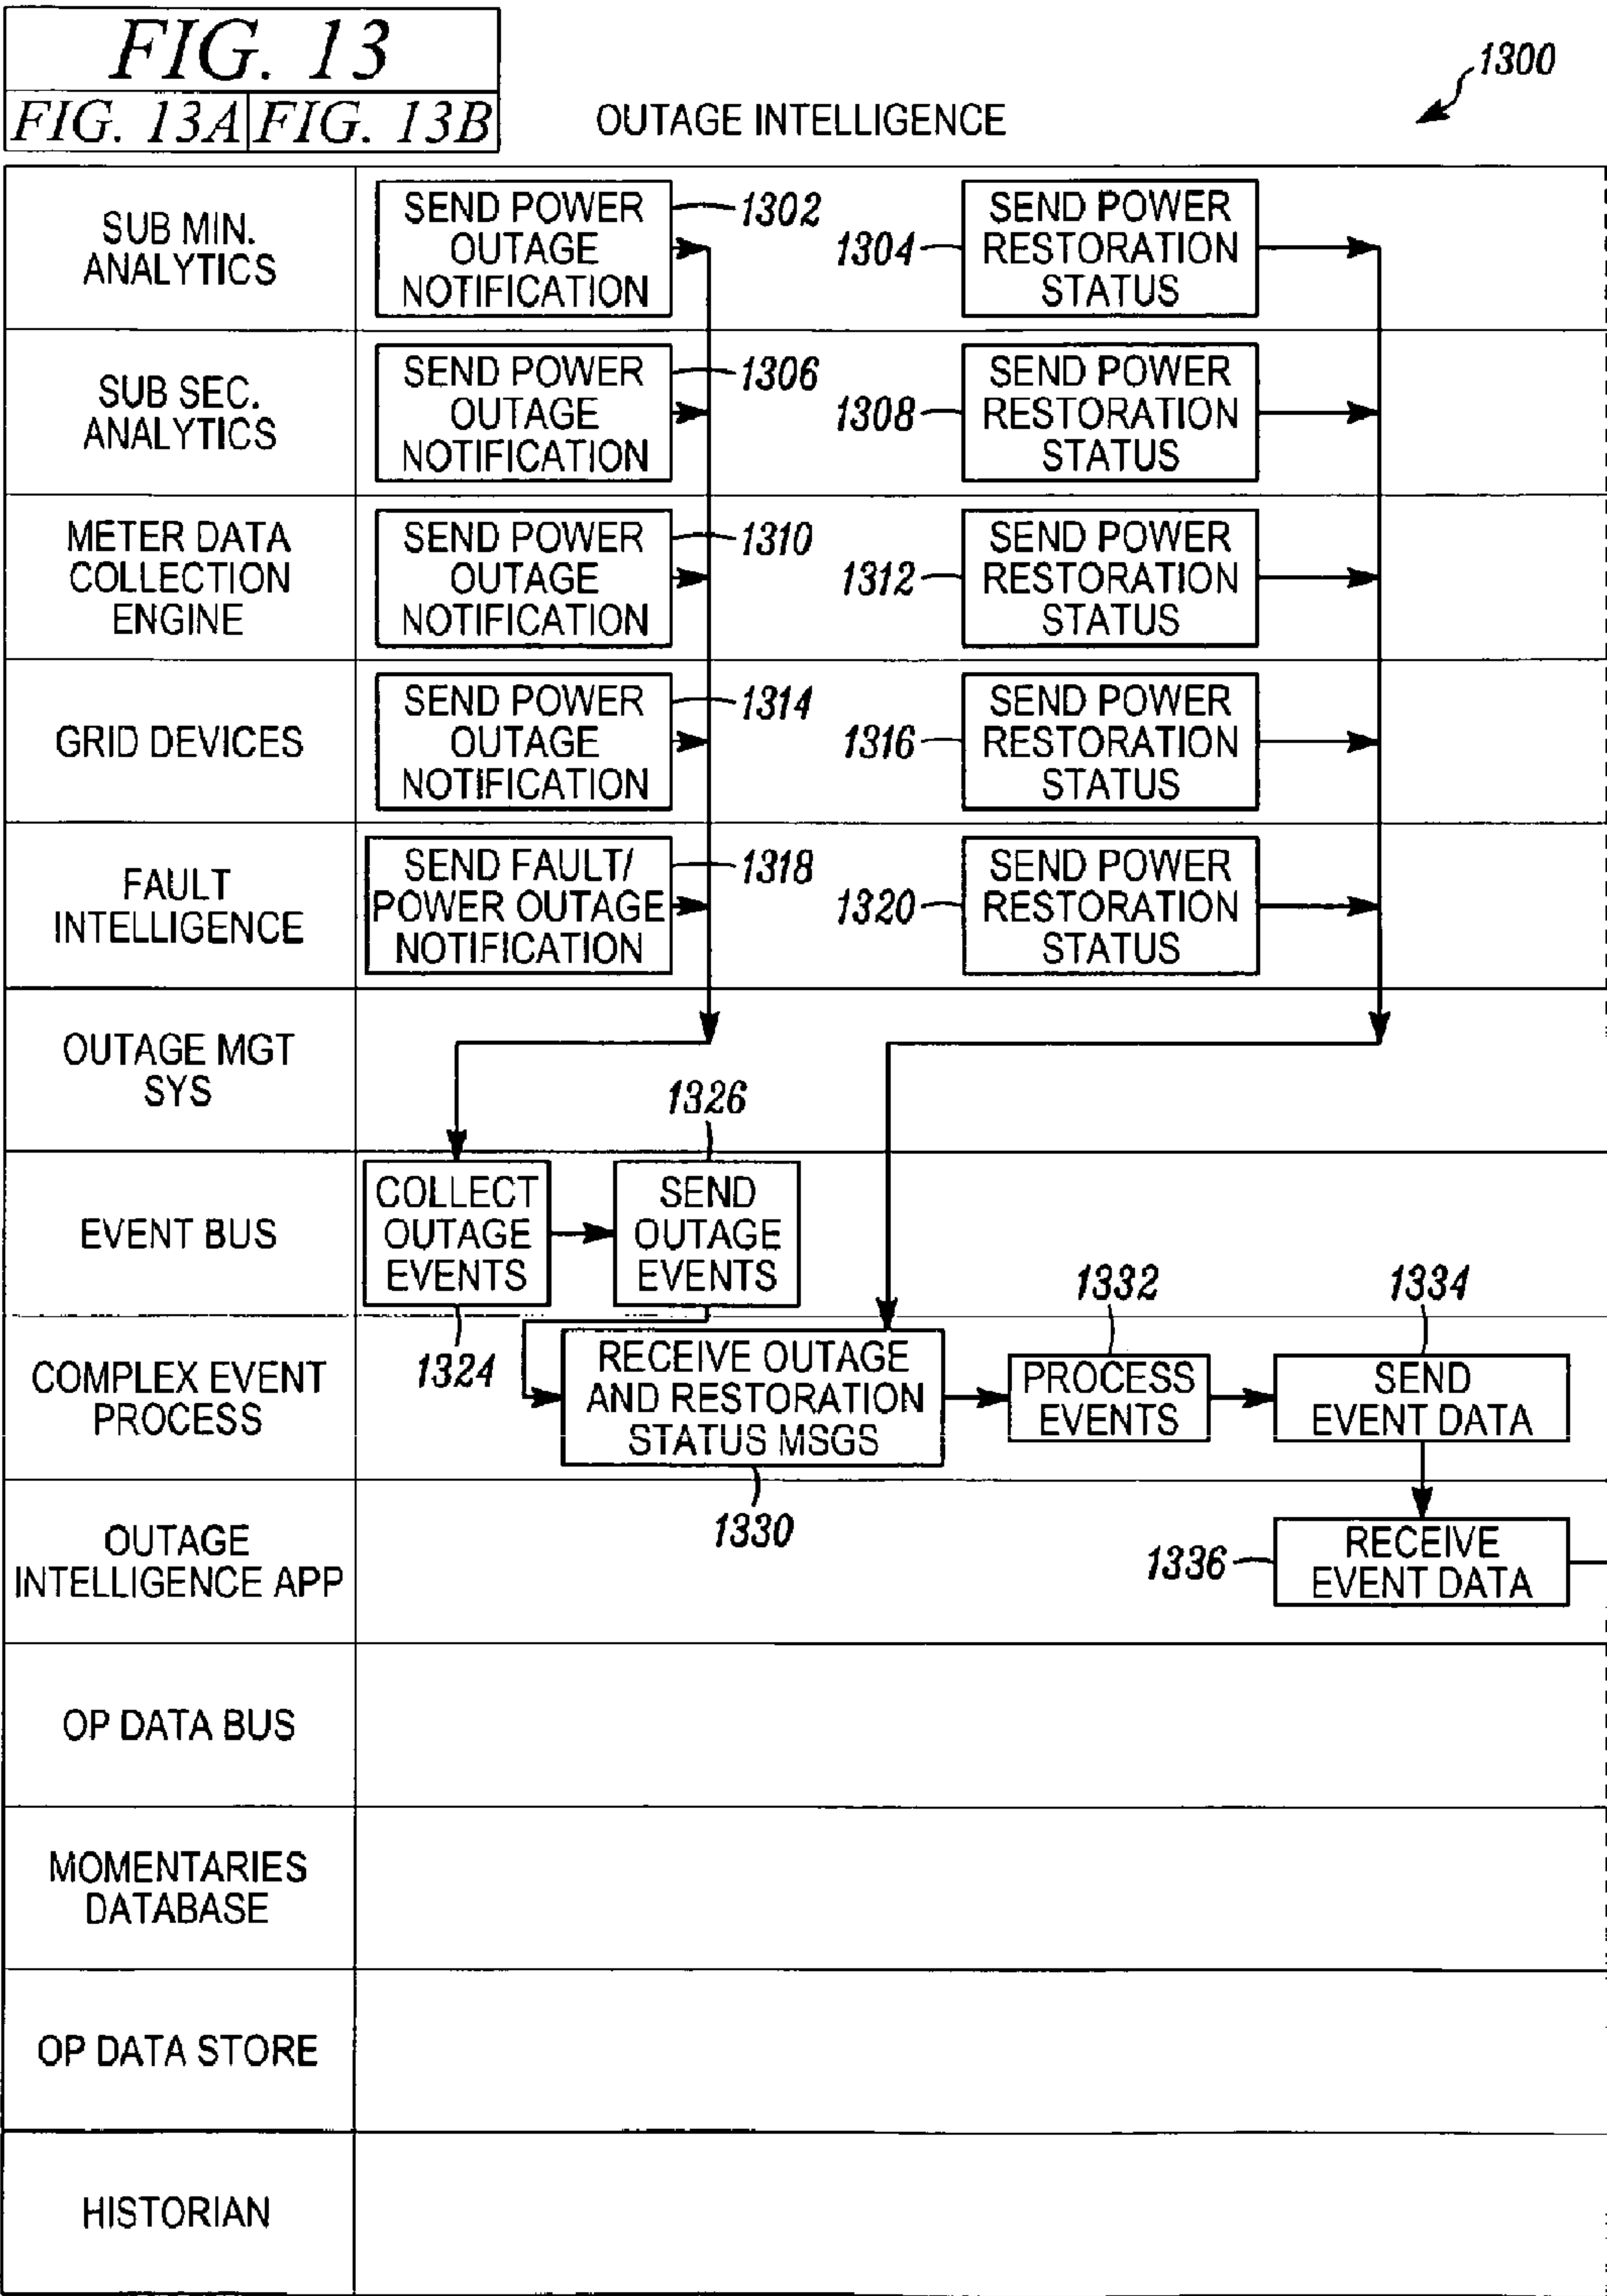 FIG. 13
FIG. 13A FIG. 13B
OUTAGE INTELLIGENCE
1300
SUB MIN.
ANALYTICS
SEND POWER
OUTAGE
NOTIFICATION
1302
1304
SEND POWER
RESTORATION
STATUS
SUB SEC.
ANALYTICS
SEND POWER
OUTAGE
NOTIFICATION
1306
1308
SEND POWER
RESTORATION
STATUS
METER DATA
COLLECTION
ENGINE
SEND POWER
OUTAGE
NOTIFICATION
1310
1312
SEND POWER
RESTORATION
STATUS
GRID DEVICES
SEND POWER
OUTAGE
NOTIFICATION
1314
1316
SEND POWER
RESTORATION
STATUS
FAULT
INTELLIGENCE
SEND FAULT/
POWER OUTAGE
NOTIFICATION
1318
1320
SEND POWER
RESTORATION
STATUS
OUTAGE MGT
SYS
1326
EVENT BUS
COLLECT
OUTAGE
EVENTS
SEND
OUTAGE
EVENTS
1332
1334
COMPLEX EVENT
PROCESS
1324
RECEIVE OUTAGE
AND RESTORATION
STATUS MSGS
PROCESS
EVENTS
SEND
EVENT DATA
OUTAGE
INTELLIGENCE APP
1330
1336
RECEIVE
EVENT DATA
OP DATA BUS
MOMENTARIES
DATABASE
OP DATA STORE
HISTORIAN